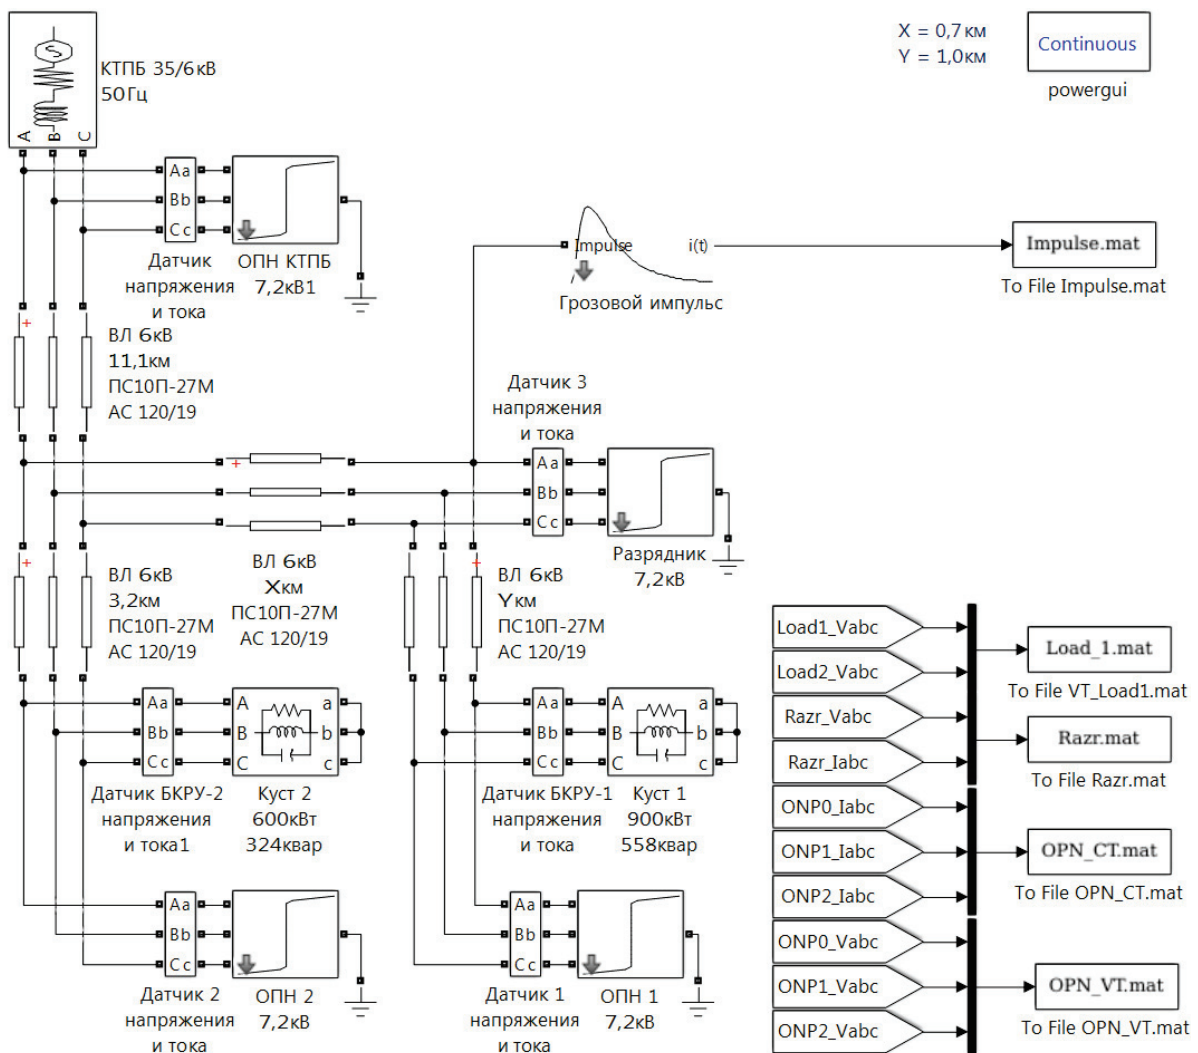 X = 0,7км
Y = 1,0км
Continuous
powergui
S
КТПБ 35/6кВ
50Гц
A
B
C
Aa
Bb
Cc
Датчик
напряжения
и тока
ОПН КТПБ
7,2кВ1
Impulse
i(t)
Грозовой импульс
Impulse.mat
To File Impulse.mat
+
ВЛ 6кВ
11,1км
ПС10П-27М
АС 120/19
Датчик 3
напряжения
и тока
Aa
Bb
Cc
Разрядник
7,2кВ
+
ВЛ 6кВ
Xкм
ПС10П-27М
АС 120/19
+
ВЛ 6кВ
3,2км
ПС10П-27М
АС 120/19
+
ВЛ 6кВ
Yкм
ПС10П-27М
АС 120/19
Aa
Bb
Cc
A
B
C
a
b
c
Датчик БКРУ-2
напряжения
и тока1
Куст 2
600кВт
324квар
Aa
Bb
Cc
A
B
C
a
b
c
Датчик БКРУ-1
напряжения
и тока
Куст 1
900кВт
558квар
Aa
Bb
Cc
Датчик 2
напряжения
и тока
ОПН 2
7,2кВ
Aa
Bb
Cc
Датчик 1
напряжения
и тока
ОПН 1
7,2кВ
Load1_Vabc
Load2_Vabc
Razr_Vabc
Razr_Iabc
ONP0_Iabc
ONP1_Iabc
ONP2_Iabc
ONP0_Vabc
ONP1_Vabc
ONP2_Vabc
Load_1.mat
To File VT_Load1.mat
Razr.mat
To File Razr.mat
OPN_CT.mat
To File OPN_CT.mat
OPN_VT.mat
To File OPN_VT.mat